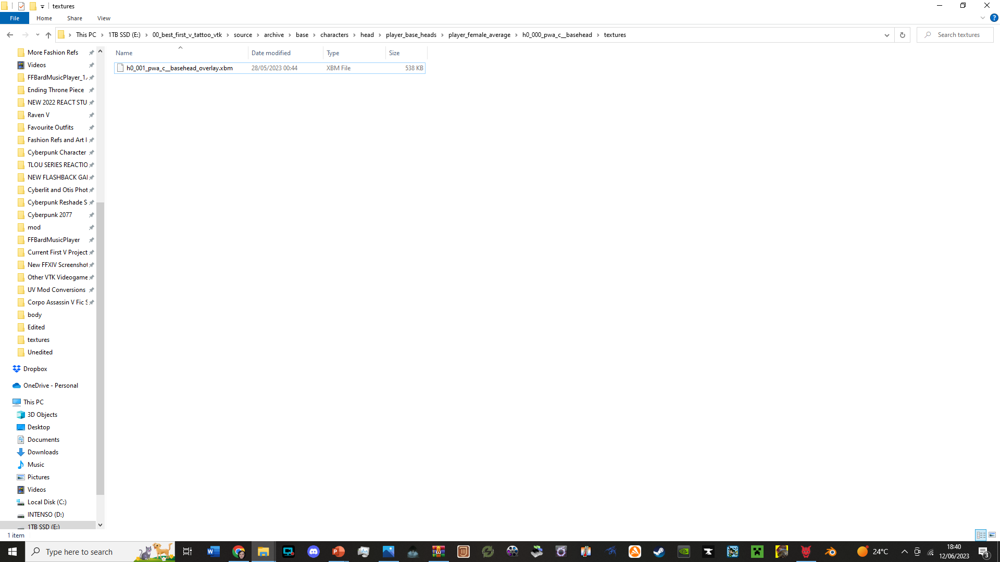 textures
File
Home
Share
View
This PC
1TB SSD (E:)
00_best_first_v_tattoo_vtk
source
archive
base
characters
head
player_base_heads
player_female_average
h0_000_pwa_c__basehead
textures
Search textures
Name
Date modified
Type
Size
h0_001_pwa_c__basehead_overlay.xbm
28/05/2023 00:44
XBM File
538 KB
More Fashion Refs
Videos
FFBardMusicPlayer_1.
Ending Throne Piece
NEW 2022 REACT STU
Raven V
Favourite Outfits
Fashion Refs and Art I
Cyberpunk Character
TLOU SERIES REACTIO
NEW FLASHBACK GAI
Cyberlit and Otis Phot
Cyberpunk Reshade S
Cyberpunk 2077
mod
FFBardMusicPlayer
Current First V Project
New FFXIV Screenshot
Other VTK Videogame
UV Mod Conversions
Corpo Assassin V Fic S
body
Edited
textures
Unedited
Dropbox
OneDrive - Personal
This PC
3D Objects
Desktop
Documents
Downloads
Music
Pictures
Videos
Local Disk (C:)
INTENSO (D:)
1TB SSD (E:)
1 item
Type here to search
24°C
18:40
12/06/2023
3